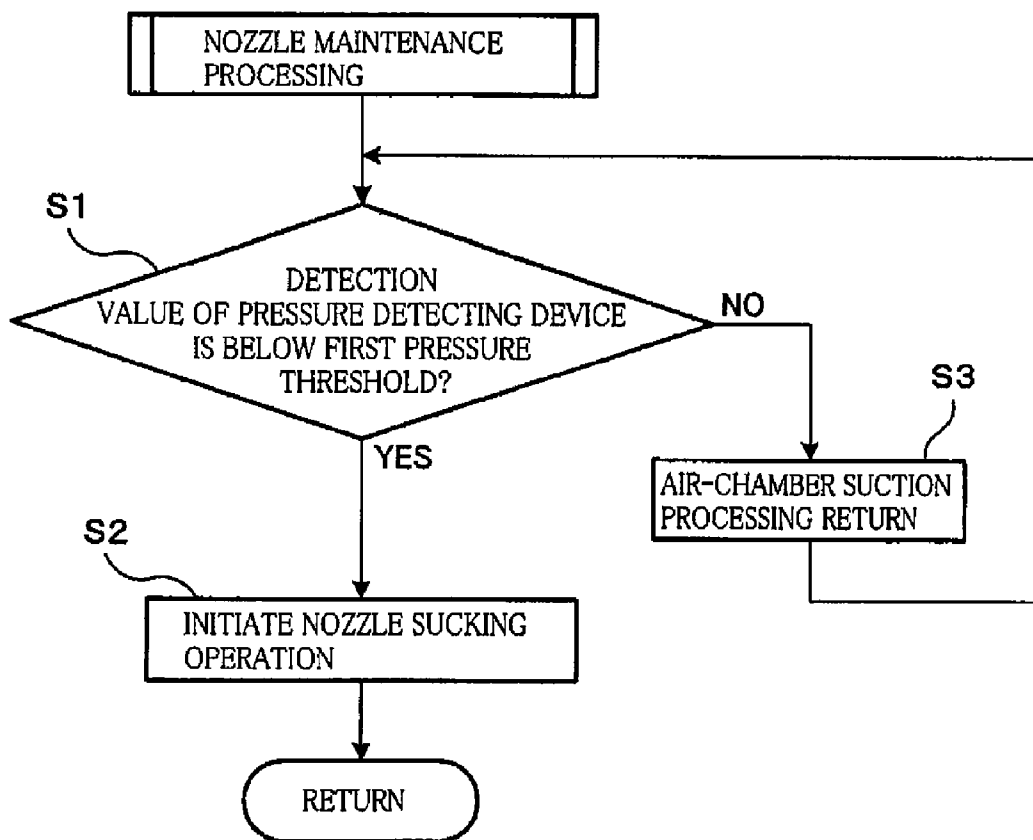 NOZZLE MAINTENANCE
PROCESSING
S1
DETECTION
VALUE OF PRESSURE DETECTING DEVICE
IS BELOW FIRST PRESSURE
THRESHOLD?
NO
YES
S3
AIR-CHAMBER SUCTION
PROCESSING RETURN
S2
INITIATE NOZZLE SUCKING
OPERATION
RETURN